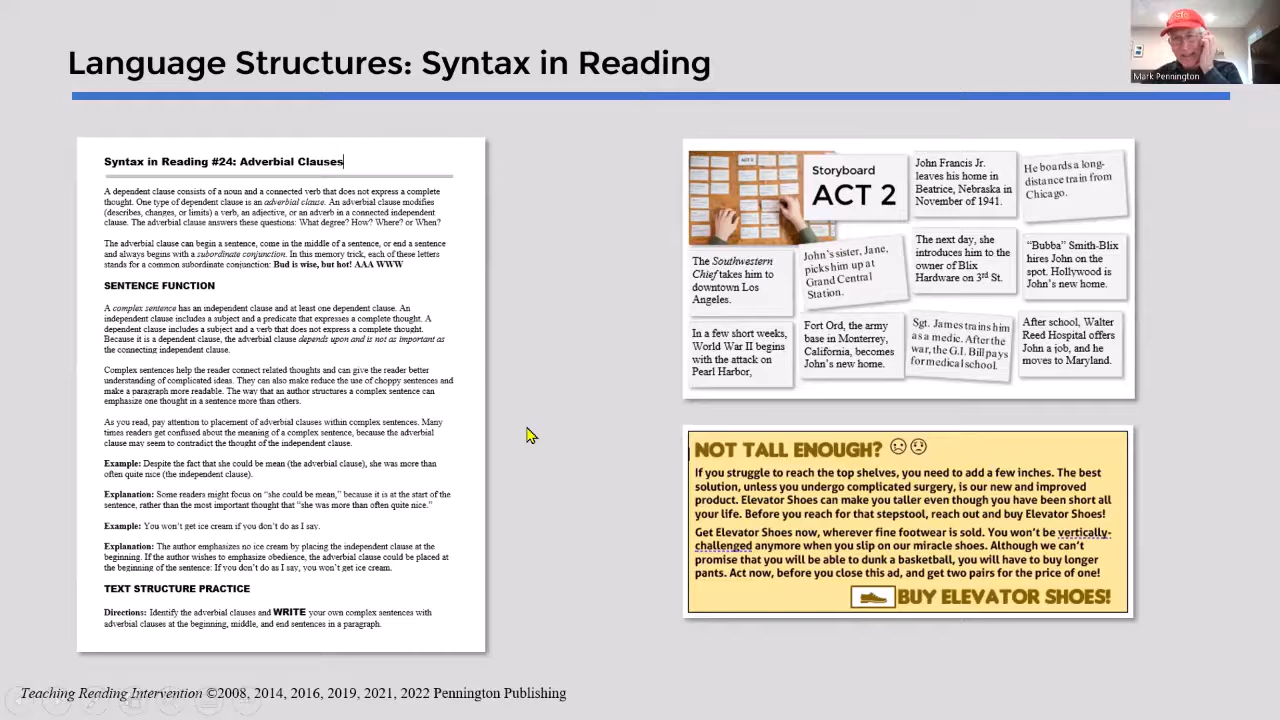 Language Structures: Syntax in Reading
Mark Pennington
Syntax in Reading #24: Adverbial Clauses
A dependent clause consists of a noun and a connected verb that does not express a complete
thought. One type of dependent clause is an adverbial clause. An adverbial clause modifies
(describes, changes, or limits) a verb, an adjective, or an adverb in a connected independent
clause. The adverbial clause answers these questions: What degree? How? Where? or When?
The adverbial clause can begin a sentence, come in the middle of a sentence, or end a sentence
and always begins with a subordinate conjunction. In this memory trick, each of these letters
stands for a common subordinate conjunction: Bud is wise, but hot! AAA WWW
SENTENCE FUNCTION
A complex sentence has an independent clause and at least one dependent clause. An
independent clause includes a subject and a predicate that expresses a complete thought. A
dependent clause includes a subject and a verb that does not express a complete thought.
Because it is a dependent clause, the adverbial clause depends upon and is not as important as
the connecting independent clause.
Complex sentences help the reader connect related thoughts and can give the reader better
understanding of complicated ideas. They can also make reduce the use of choppy sentences and
make a paragraph more readable. The way that an author structures a complex sentence can
emphasize one thought in a sentence more than others.
As you read, pay attention to placement of adverbial clauses within complex sentences. Many
times readers get confused about the meaning of a complex sentence, because the adverbial
clause may seem to contradict the thought of the independent clause.
Example: Despite the fact that she could be mean (the adverbial clause), she was more than
often quite nice (the independent clause).
Explanation: Some readers might focus on “she could be mean,” because it is at the start of the
sentence, rather than the most important thought that “she was more than often quite nice.”
Example: You won’t get ice cream if you don’t do as I say.
Explanation: The author emphasizes no ice cream by placing the independent clause at the
beginning. If the author wishes to emphasize obedience, the adverbial clause could be placed at
the beginning of the sentence: If you don’t do as I say, you won’t get ice cream.
TEXT STRUCTURE PRACTICE
Directions: Identify the adverbial clauses and WRITE your own complex sentences with
adverbial clauses at the beginning, middle, and end sentences in a paragraph.
ACT 2
Storyboard
ACT 2
John Francis Jr.
leaves his home in
Beatrice, Nebraska in
November of 1941.
He boards a long-
distance train from
Chicago.
The Southwestern
Chief takes him to
downtown Los
Angeles.
John’s sister, Jane,
picks him up at
Grand Central
Station.
The next day, she
introduces him to the
owner of Blix
Hardware on 3rd St.
“Bubba” Smith-Blix
hires John on the
spot. Hollywood is
John’s new home.
In a few short weeks,
World War II begins
with the attack on
Pearl Harbor,
Fort Ord, the army
base in Monterrey,
California, becomes
John’s new home.
Sgt. James trains him
as a medic. After the
war, the G.I. Bill pays
for medical school.
After school, Walter
Reed Hospital offers
John a job, and he
moves to Maryland.
NOT TALL ENOUGH?
If you struggle to reach the top shelves, you need to add a few inches. The best
solution, unless you undergo complicated surgery, is our new and improved
product. Elevator Shoes can make you taller even though you have been short all
your life. Before you reach for that stepstool, reach out and buy Elevator Shoes!
Get Elevator Shoes now, wherever fine footwear is sold. You won’t be vertically-
challenged anymore when you slip on our miracle shoes. Although we can’t
promise that you will be able to dunk a basketball, you will have to buy longer
pants. Act now, before you close this ad, and get two pairs for the price of one!
BUY ELEVATOR SHOES!
Teaching Reading Intervention ©2008, 2014, 2016, 2019, 2021, 2022 Pennington Publishing